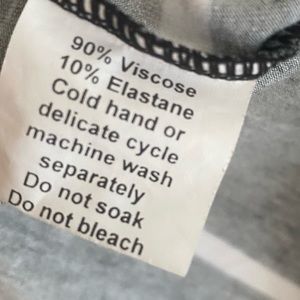 90% Viscose
10% Elastane
Cold hand or
delicate cycle
machine wash
separately
Do not soak
Do not bleach